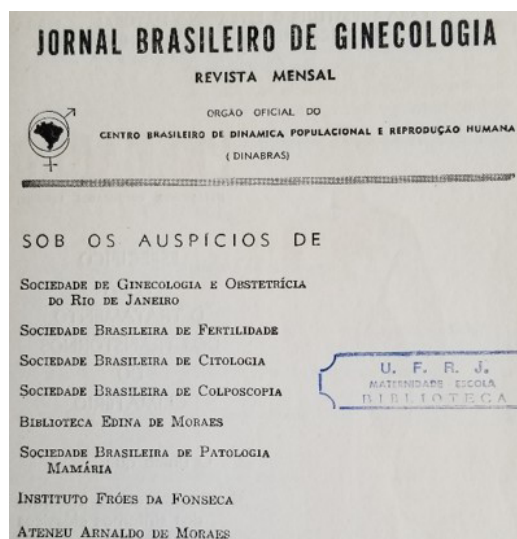 JORNAL BRASILEIRO DE GINECOLOGIA
REVISTA MENSAL
ORGÃO OFICIAL DO
CENTRO BRASILEIRO DE DINAMICA POPULACIONAL E REPRODUÇÃO HUMANA
( DINABRAS)
SOB OS AUSPÍCIOS DE
SOCIEDADE DE GINECOLOGIA E OBSTETRÍCIA
DO RIO DE JANEIRO
SOCIEDADE BRASILEIRA DE FERTILIDADE
SOCIEDADE BRASILEIRA DE CITOLOGIA
SOCIEDADE BRASILEIRA DE COLPOSCOPIA
BIBLIOTECA EDINA DE MORAES
SOCIEDADE BRASILEIRA DE PATOLOGIA
MAMÁRIA
INSTITUTO FRÓES DA FONSECA
ATENEU ARNALDO DE MORAES
U. F. R. J.
MATERNIDADE ESCOLA
BIBLIOTECA